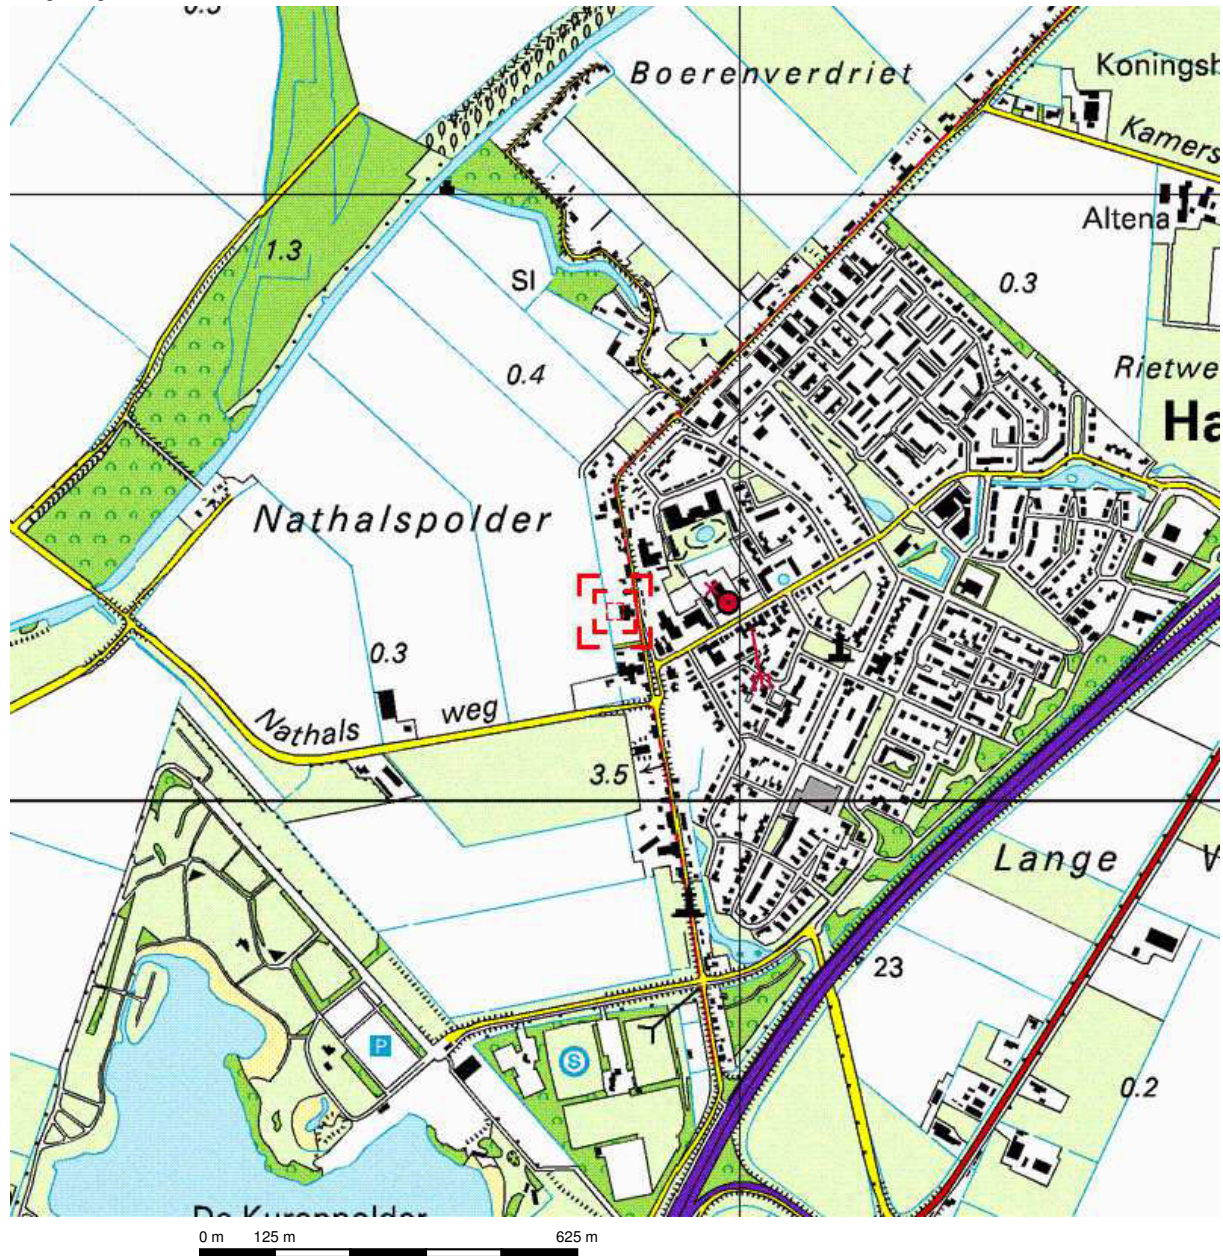 Boerenverdriet
Koningsb
Kamers
Altena
1.3
Sl
0.3
0.4
Rietwe
Ha
Nathalspolder
0.3
Nathals weg
3.5
Lange V
23
P
S
0.2
0 m 125 m 625 m